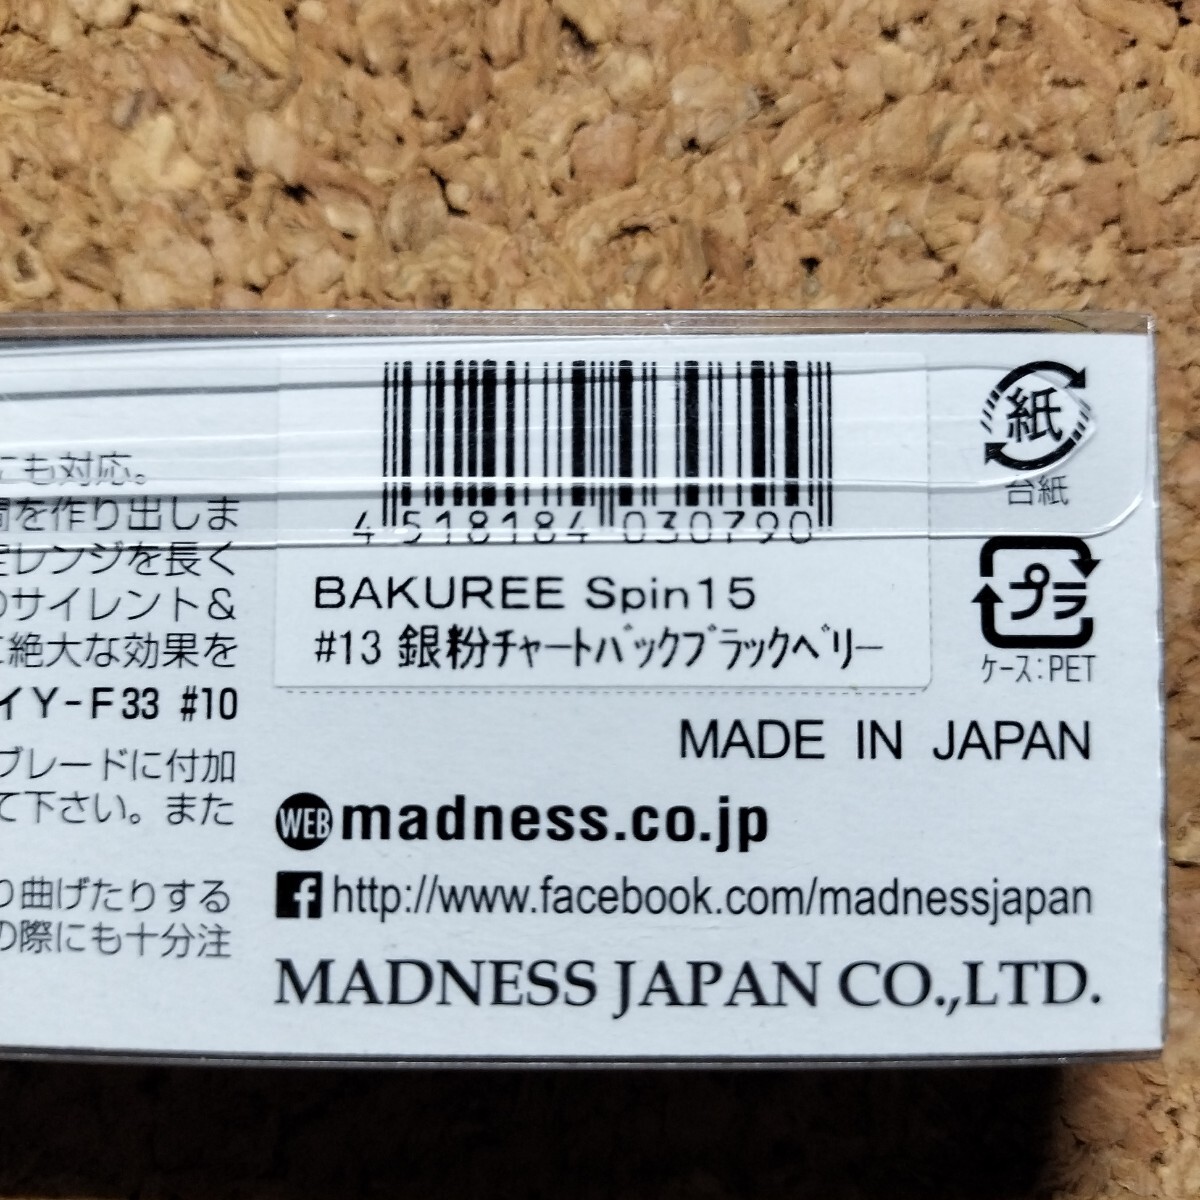 にも対応。
間を作り出しま
定レンジを長く
のサイレント＆
に絶大な効果を
イY-F33 #10
ブレードに付加
て下さい。また
り曲げたりする
の際にも十分注
4 518184 030790
BAKUREE Spin15
#13 銀粉チャートバックブラックベリー
紙
台紙
プラ
ケース:PET
MADE IN JAPAN
WEB madness.co.jp
f http://www.facebook.com/madnessjapan
MADNESS JAPAN CO.,LTD.